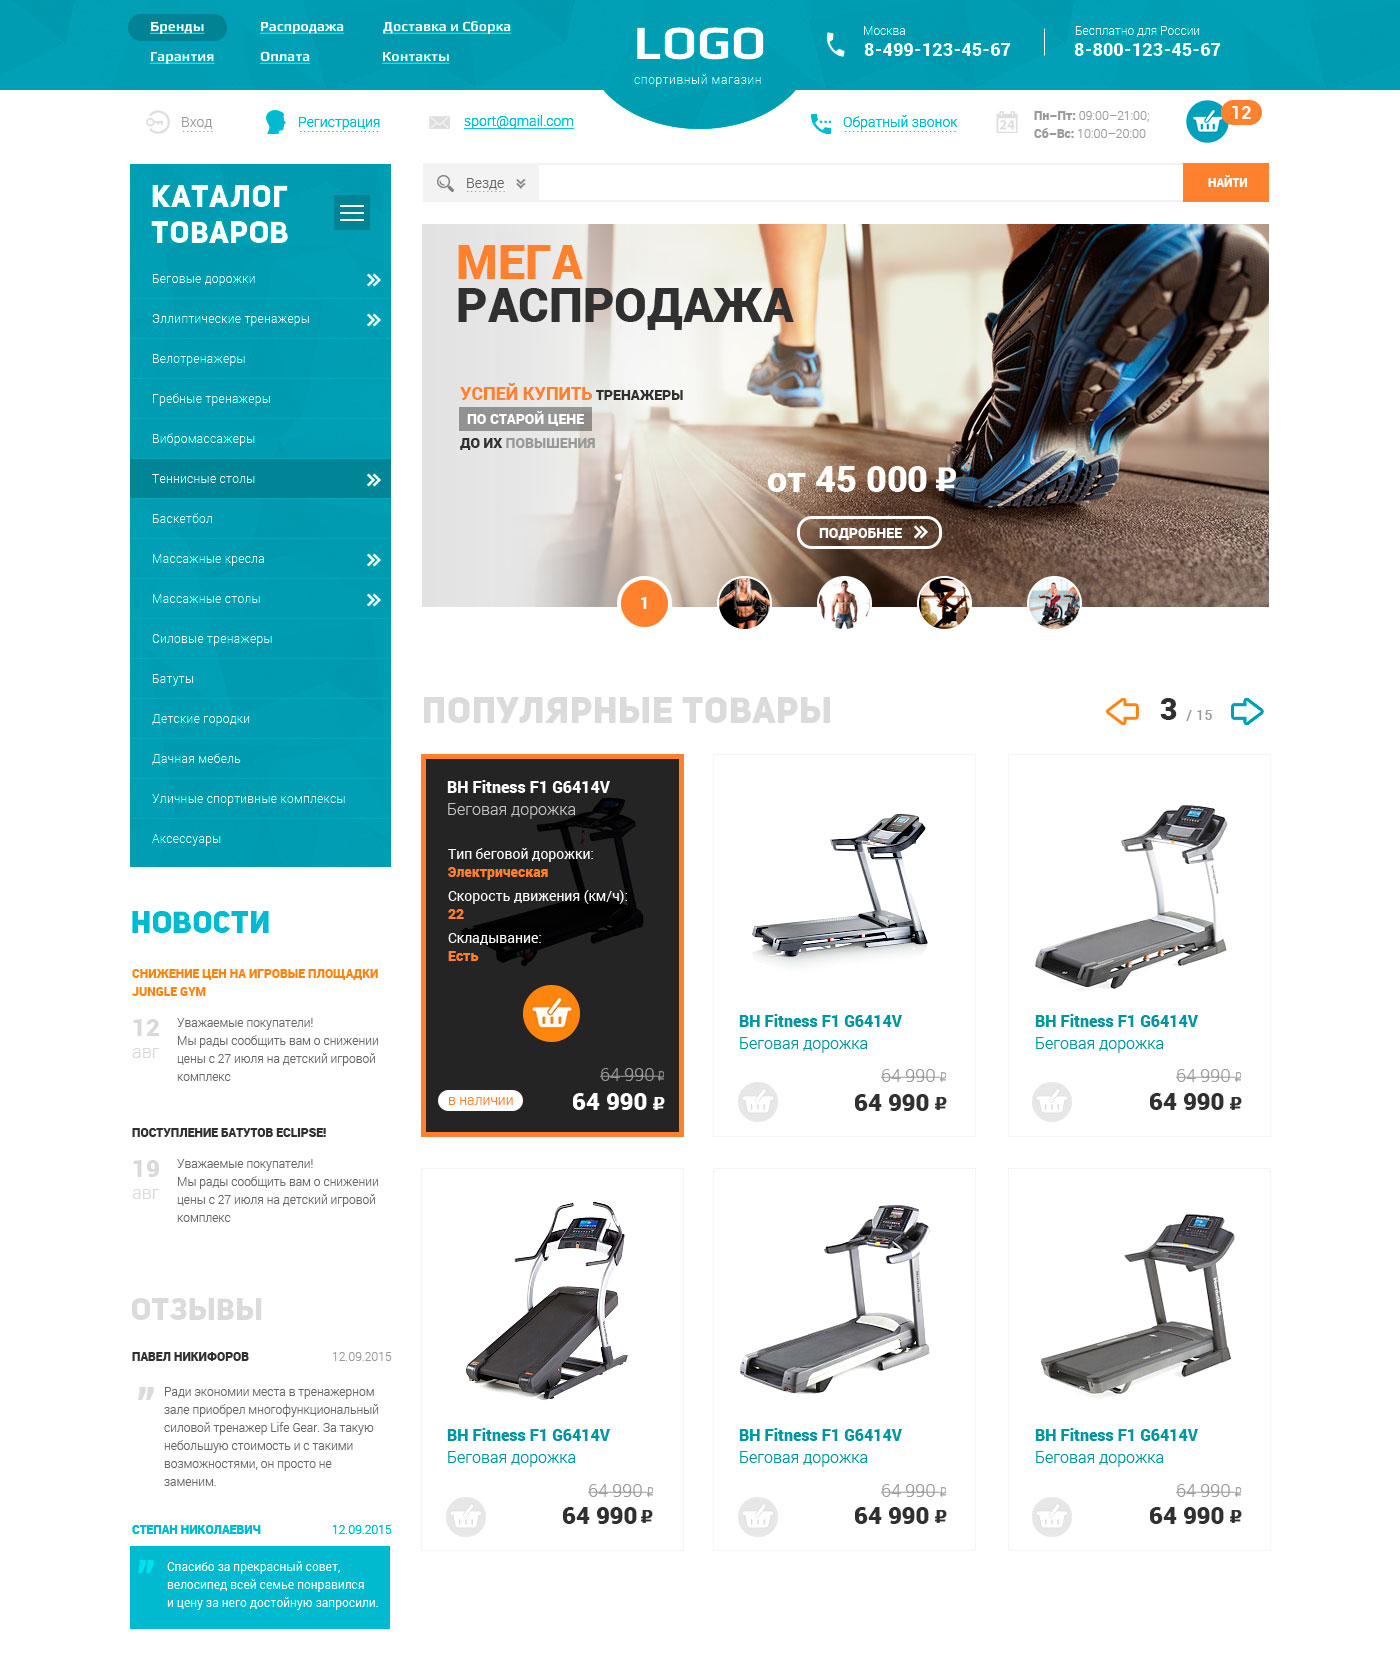 Бренды
Распродажа
Доставка и Сборка
Гарантия
Оплата
Контакты
LOGO
спортивный магазин
Москва
8-499-123-45-67
Бесплатно для России
8-800-123-45-67
Вход
Регистрация
sport@gmail.com
Обратный звонок
24
Пн–Пт: 09:00–21:00;
Сб–Вс: 10:00–20:00
12
КАТАЛОГ
ТОВАРОВ
Беговые дорожки
Эллиптические тренажеры
Велотренажеры
Гребные тренажеры
Вибромассажеры
Теннисные столы
Баскетбол
Массажные кресла
Массажные столы
Силовые тренажеры
Батуты
Детские городки
Дачная мебель
Уличные спортивные комплексы
Аксессуары
Везде
НАЙТИ
МЕГА
РАСПРОДАЖА
УСПЕЙ КУПИТЬ ТРЕНАЖЕРЫ
ПО СТАРОЙ ЦЕНЕ
ДО ИХ ПОВЫШЕНИЯ
от 45 000 ₽
ПОДРОБНЕЕ
1
ПОПУЛЯРНЫЕ ТОВАРЫ
3 / 15
BH Fitness F1 G6414V
Беговая дорожка
Тип беговой дорожки:
Электрическая
Скорость движения (км/ч):
22
Складывание:
Есть
64 990 ₽
в наличии
64 990 ₽
BH Fitness F1 G6414V
Беговая дорожка
64 990 ₽
64 990 ₽
BH Fitness F1 G6414V
Беговая дорожка
64 990 ₽
64 990 ₽
BH Fitness F1 G6414V
Беговая дорожка
64 990 ₽
64 990 ₽
BH Fitness F1 G6414V
Беговая дорожка
64 990 ₽
64 990 ₽
BH Fitness F1 G6414V
Беговая дорожка
64 990 ₽
64 990 ₽
НОВОСТИ
СНИЖЕНИЕ ЦЕН НА ИГРОВЫЕ ПЛОЩАДКИ
JUNGLE GYM
12
авг
Уважаемые покупатели!
Мы рады сообщить вам о снижении
цены с 27 июля на детский игровой
комплекс
ПОСТУПЛЕНИЕ БАТУТОВ ECLIPSE!
19
авг
Уважаемые покупатели!
Мы рады сообщить вам о снижении
цены с 27 июля на детский игровой
комплекс
ОТЗЫВЫ
ПАВЕЛ НИКИФОРОВ
12.09.2015
Ради экономии места в тренажерном
зале приобрел многофункциональный
силовой тренажер Life Gear. За такую
небольшую стоимость и с такими
возможностями, он просто не
заменим.
СТЕПАН НИКОЛАЕВИЧ
12.09.2015
Спасибо за прекрасный совет,
велосипед всей семье понравился
и цену за него достойную запросили.